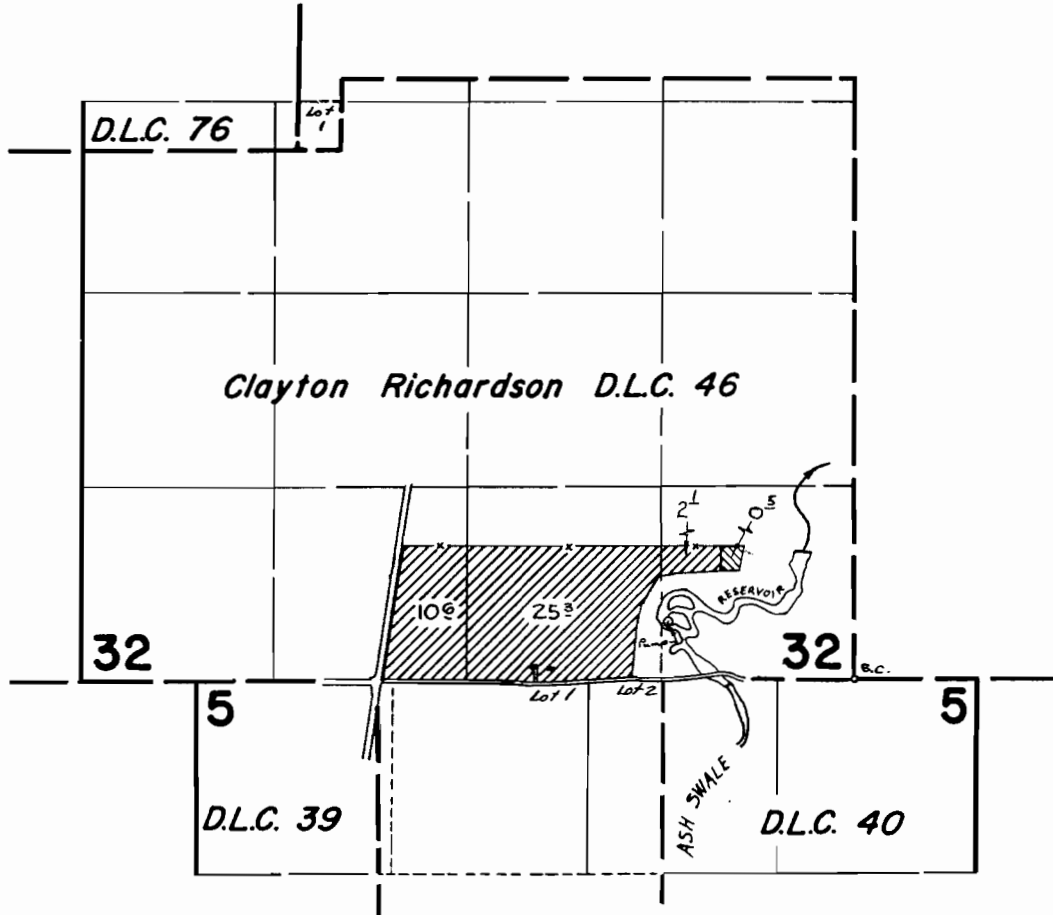 D.L.C. 76
Lot
1
Clayton Richardson D.L.C. 46
2 1
0 5
RESERVOIR
10 6
25 3
Pump
32
32
B.C.
Lot 1
Lot 2
5
5
D.L.C. 39
ASH SWALE
D.L.C. 40